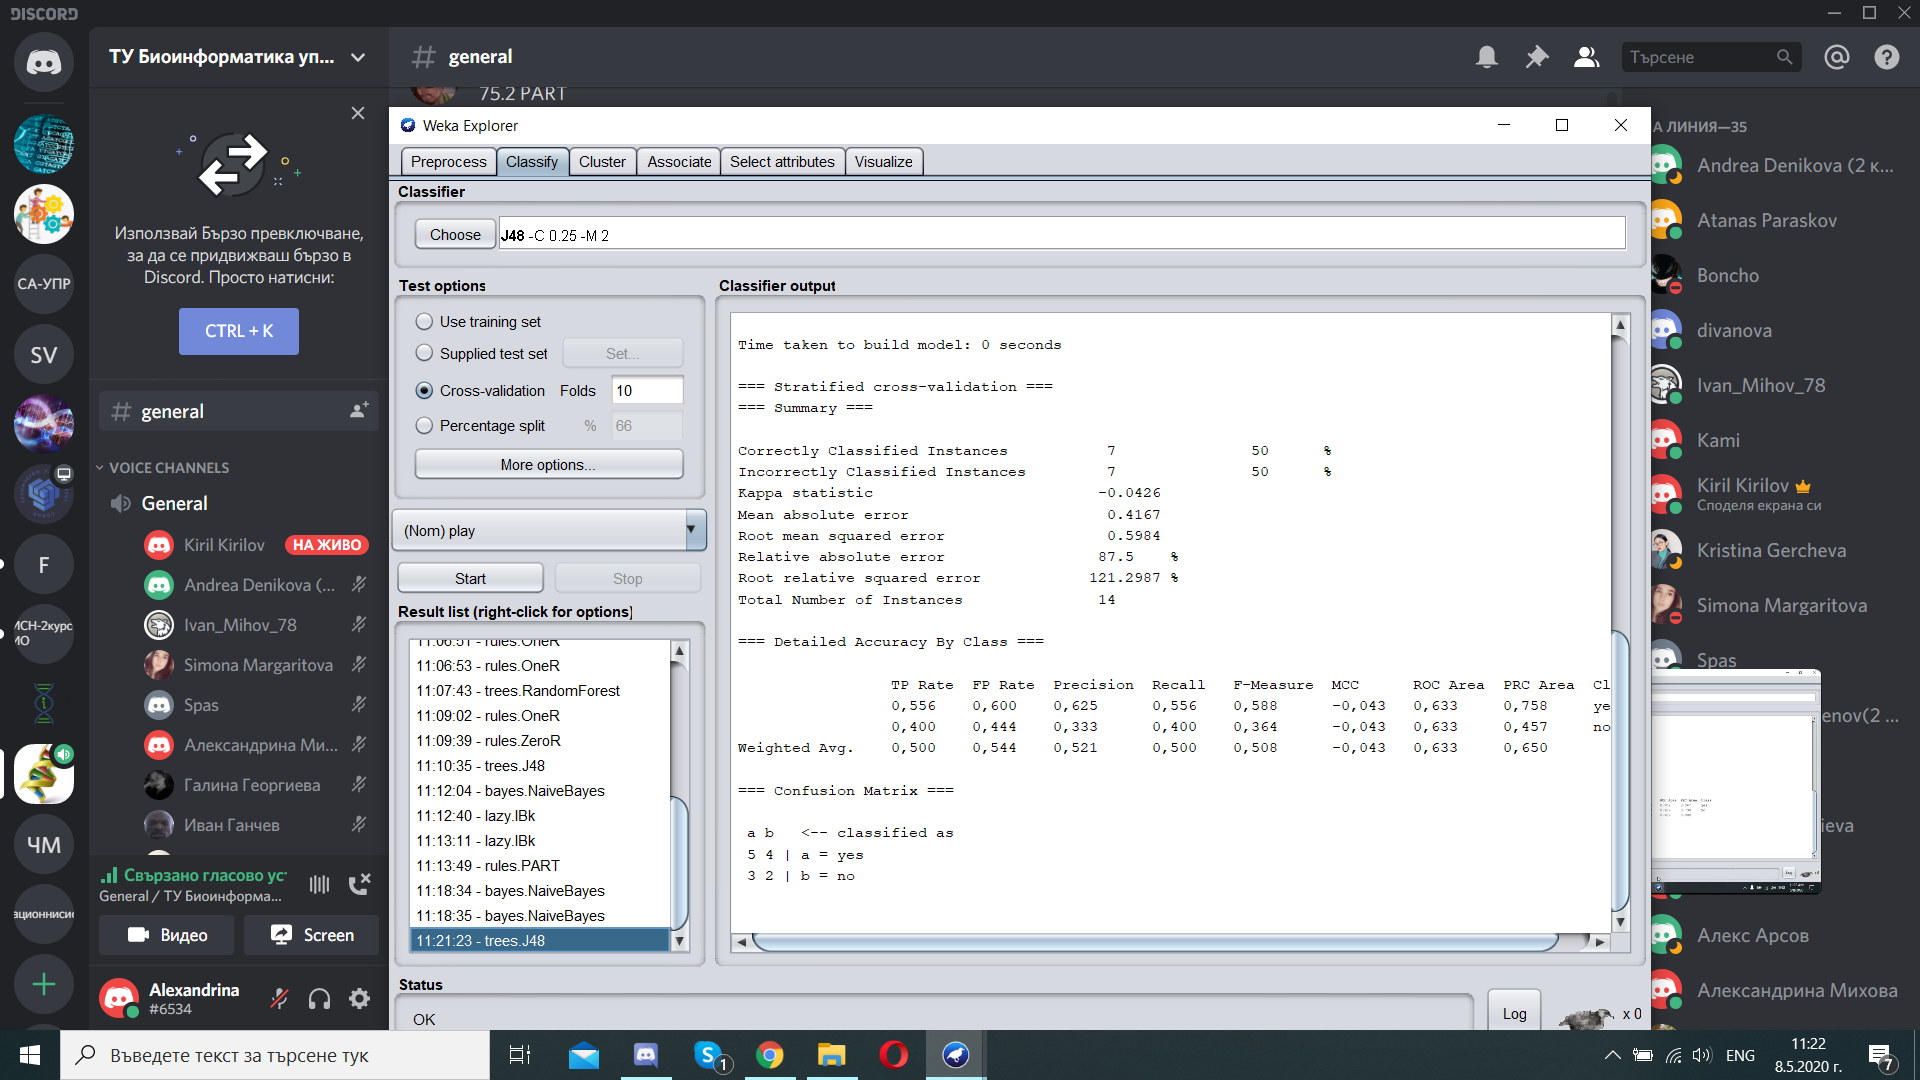 DISCORD
ТУ Биоинформатика уп...
general
Търсене
75.2 PART
Използвай Бързо превключване,
за да се придвижваш бързо в
Discord. Просто натисни:
CTRL + K
general
VOICE CHANNELS
General
Kiril Kirilov НА ЖИВО
Andrea Denikova (...
Ivan_Mihov_78
Simona Margaritova
Spas
Александрина Ми...
Галина Георгиева
Иван Ганчев
Свързано гласово ус
General / ТУ Биоинформа...
Видео
Screen
Alexandrina
#6534
СА-УПР
SV
F
ИСН-2курс
ИО
ЧМ
ационниси
Weka Explorer
Preprocess Classify Cluster Associate Select attributes Visualize
Classifier
Choose J48 -C 0.25 -M 2
Test options
Use training set
Supplied test set Set...
Cross-validation Folds 10
Percentage split % 66
More options...
(Nom) play
Start Stop
Result list (right-click for options)
11:06:51 - rules.OneR
11:06:53 - rules.OneR
11:07:43 - trees.RandomForest
11:09:02 - rules.OneR
11:09:39 - rules.ZeroR
11:10:35 - trees.J48
11:12:04 - bayes.NaiveBayes
11:12:40 - lazy.IBk
11:13:11 - lazy.IBk
11:13:49 - rules.PART
11:18:34 - bayes.NaiveBayes
11:18:35 - bayes.NaiveBayes
11:21:23 - trees.J48
Classifier output
Time taken to build model: 0 seconds
=== Stratified cross-validation ===
=== Summary ===
Correctly Classified Instances 7 50 %
Incorrectly Classified Instances 7 50 %
Kappa statistic -0.0426
Mean absolute error 0.4167
Root mean squared error 0.5984
Relative absolute error 87.5 %
Root relative squared error 121.2987 %
Total Number of Instances 14
=== Detailed Accuracy By Class ===
TP Rate FP Rate Precision Recall F-Measure MCC ROC Area PRC Area Cl
0,556 0,600 0,625 0,556 0,588 -0,043 0,633 0,758 ye
0,400 0,444 0,333 0,400 0,364 -0,043 0,633 0,457 no
Weighted Avg. 0,500 0,544 0,521 0,500 0,508 -0,043 0,633 0,650
=== Confusion Matrix ===
a b <-- classified as
5 4 | a = yes
3 2 | b = no
Status
OK
Log
x 0
А ЛИНИЯ—35
Andrea Denikova (2 к...
Atanas Paraskov
Boncho
divanova
Ivan_Mihov_78
Kami
Kiril Kirilov
Споделя екрана си
Kristina Gercheva
Simona Margaritova
Spas
enov(2 ...
ieva
Алекс Арсов
Александрина Михова
Въведете текст за търсене тук
1
ENG
11:22
8.5.2020 г.
7